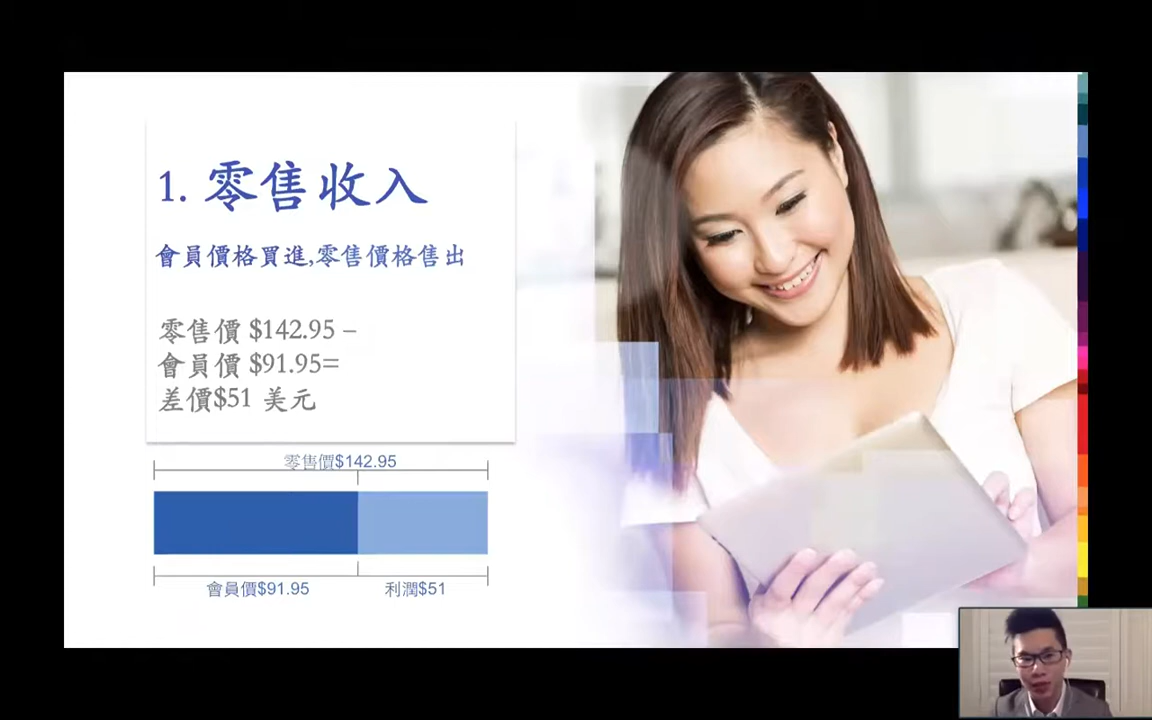 1. 零售收入
會員價格買進,零售價格售出
零售價 $142.95 –
會員價 $91.95=
差價$51 美元
零售價$142.95
會員價$91.95
利潤$51